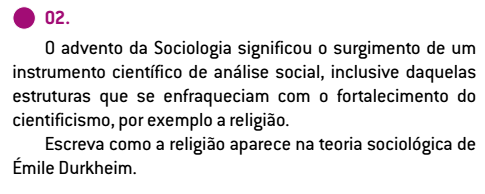 02.
O advento da Sociologia significou o surgimento de um
instrumento científico de análise social, inclusive daquelas
estruturas que se enfraqueciam com o fortalecimento do
cientificismo, por exemplo a religião.
Escreva como a religião aparece na teoria sociológica de
Émile Durkheim.